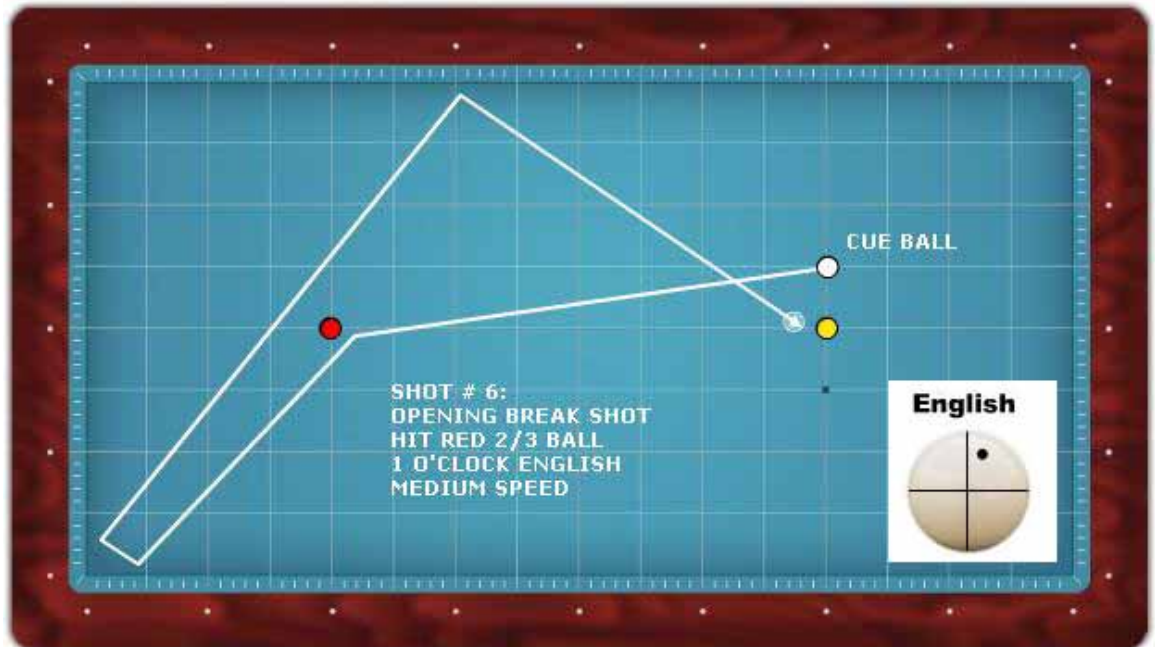 CUE BALL
SHOT # 6:
OPENING BREAK SHOT
HIT RED 2/3 BALL
1 O'CLOCK ENGLISH
MEDIUM SPEED
English